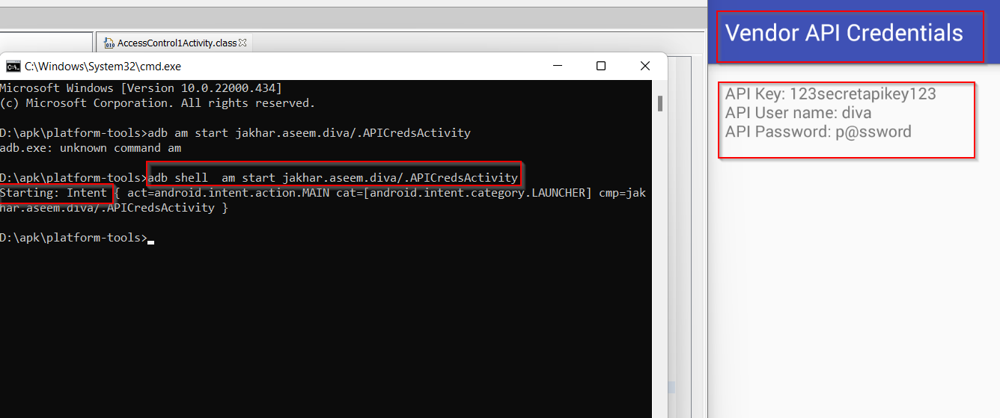 AccessControl1Activity.class
C:\Windows\System32\cmd.exe
Microsoft Windows [Version 10.0.22000.434]
(c) Microsoft Corporation. All rights reserved.
D:\apk\platform-tools>adb am start jakhar.aseem.diva/.APICredsActivity
adb.exe: unknown command am
D:\apk\platform-tools>adb shell  am start jakhar.aseem.diva/.APICredsActivity
Starting: Intent { act=android.intent.action.MAIN cat=[android.intent.category.LAUNCHER] cmp=jak
har.aseem.diva/.APICredsActivity }
D:\apk\platform-tools>
Vendor API Credentials
API Key: 123secretapikey123
API User name: diva
API Password: p@ssword